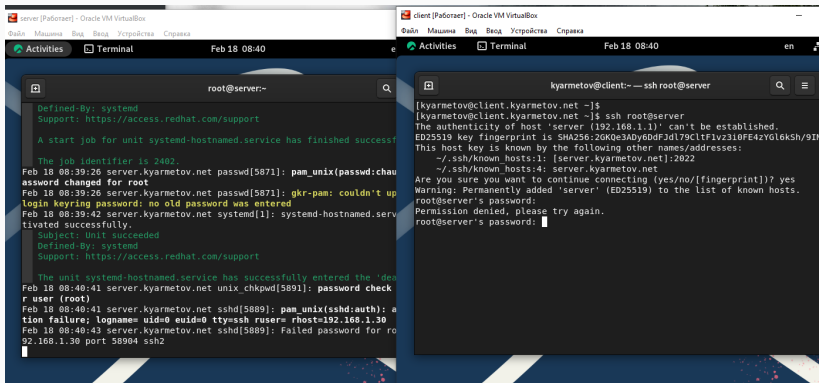 server [Работает] - Oracle VM VirtualBox
Файл Машина Вид Ввод Устройства Справка
Activities Terminal Feb 18 08:40
root@server:~
Defined-By: systemd
Support: https://access.redhat.com/support
A start job for unit systemd-hostnamed.service has finished successf
The job identifier is 2402.
Feb 18 08:39:26 server.kyarmetov.net passwd[5871]: pam_unix(passwd:chau
assword changed for root
Feb 18 08:39:26 server.kyarmetov.net passwd[5871]: gkr-pam: couldn't up
login keyring password: no old password was entered
Feb 18 08:39:42 server.kyarmetov.net systemd[1]: systemd-hostnamed.serv
tivated successfully.
Subject: Unit succeeded
Defined-By: systemd
Support: https://access.redhat.com/support
The unit systemd-hostnamed.service has successfully entered the 'dea
Feb 18 08:40:41 server.kyarmetov.net unix_chkpwd[5891]: password check
r user (root)
Feb 18 08:40:41 server.kyarmetov.net sshd[5889]: pam_unix(sshd:auth): a
tion failure; logname= uid=0 euid=0 tty=ssh ruser= rhost=192.168.1.30
Feb 18 08:40:43 server.kyarmetov.net sshd[5889]: Failed password for ro
92.168.1.30 port 58904 ssh2
client [Работает] - Oracle VM VirtualBox
Файл Машина Вид Ввод Устройства Справка
Activities Terminal Feb 18 08:40 en
kyarmetov@client:~ — ssh root@server
[kyarmetov@client.kyarmetov.net ~]$
[kyarmetov@client.kyarmetov.net ~]$ ssh root@server
The authenticity of host 'server (192.168.1.1)' can't be established.
ED25519 key fingerprint is SHA256:2GKQe3ADy6DdFJdl79CltF1vz3i0FE4zYGl6kSh/9IM
This host key is known by the following other names/addresses:
~/.ssh/known_hosts:1: [server.kyarmetov.net]:2022
~/.ssh/known_hosts:4: server.kyarmetov.net
Are you sure you want to continue connecting (yes/no/[fingerprint])? yes
Warning: Permanently added 'server' (ED25519) to the list of known hosts.
root@server's password:
Permission denied, please try again.
root@server's password: